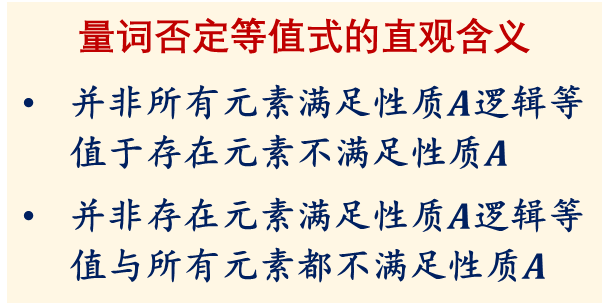 量词否定等值式的直观含义
• 并非所有元素满足性质A逻辑等
值于存在元素不满足性质A
• 并非存在元素满足性质A逻辑等
值与所有元素都不满足性质A